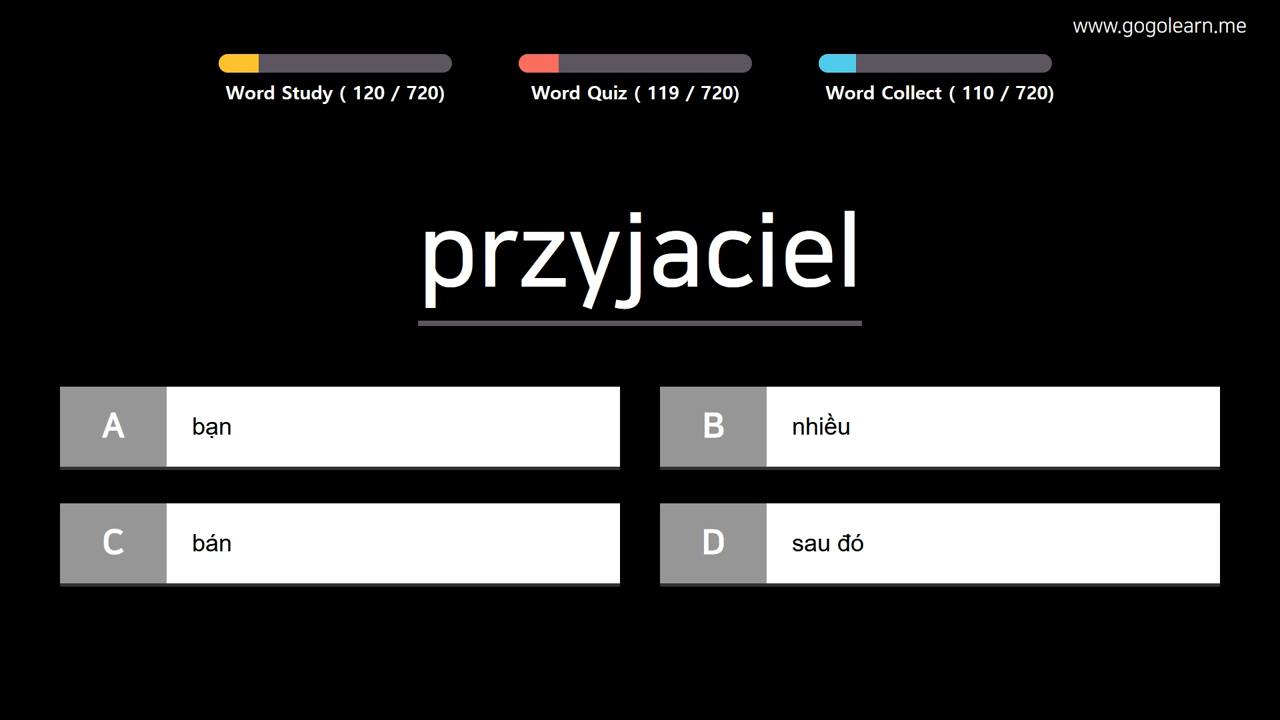 www.gogolearn.me
Word Study ( 120 / 720)
Word Quiz ( 119 / 720)
Word Collect ( 110 / 720)
przyjaciel
A bạn
B nhiều
C bán
D sau đó